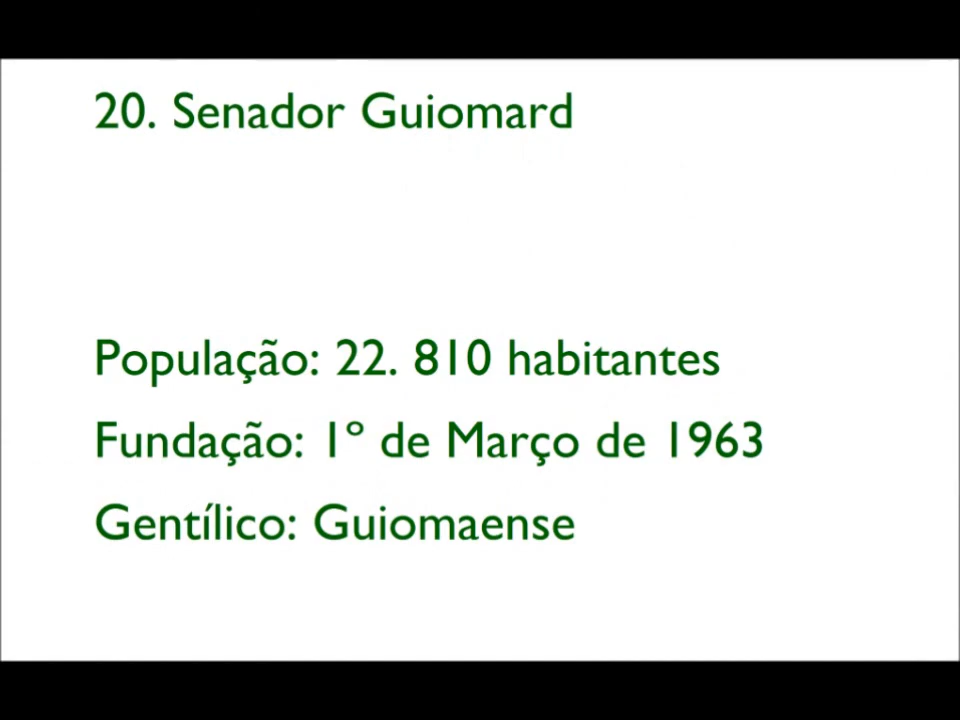 20. Senador Guiomard
População: 22. 810 habitantes
Fundação: 1º de Março de 1963
Gentílico: Guiomaense